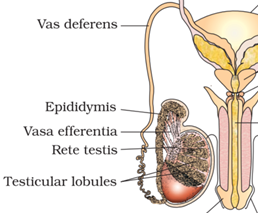 Vas deferens
Epididymis
Vasa efferentia
Rete testis
Testicular lobules